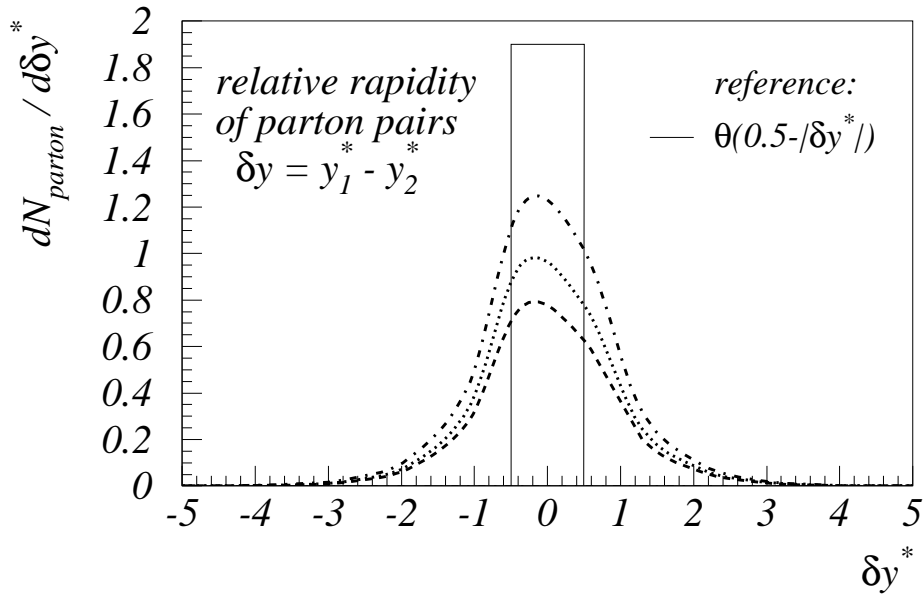 dN_parton / dδy*
2
1.8
1.6
1.4
1.2
1
0.8
0.6
0.4
0.2
0
relative rapidity
of parton pairs
δy = y₁* - y₂*
reference:
θ(0.5-|δy*|)
-5 -4 -3 -2 -1 0 1 2 3 4 5
δy*